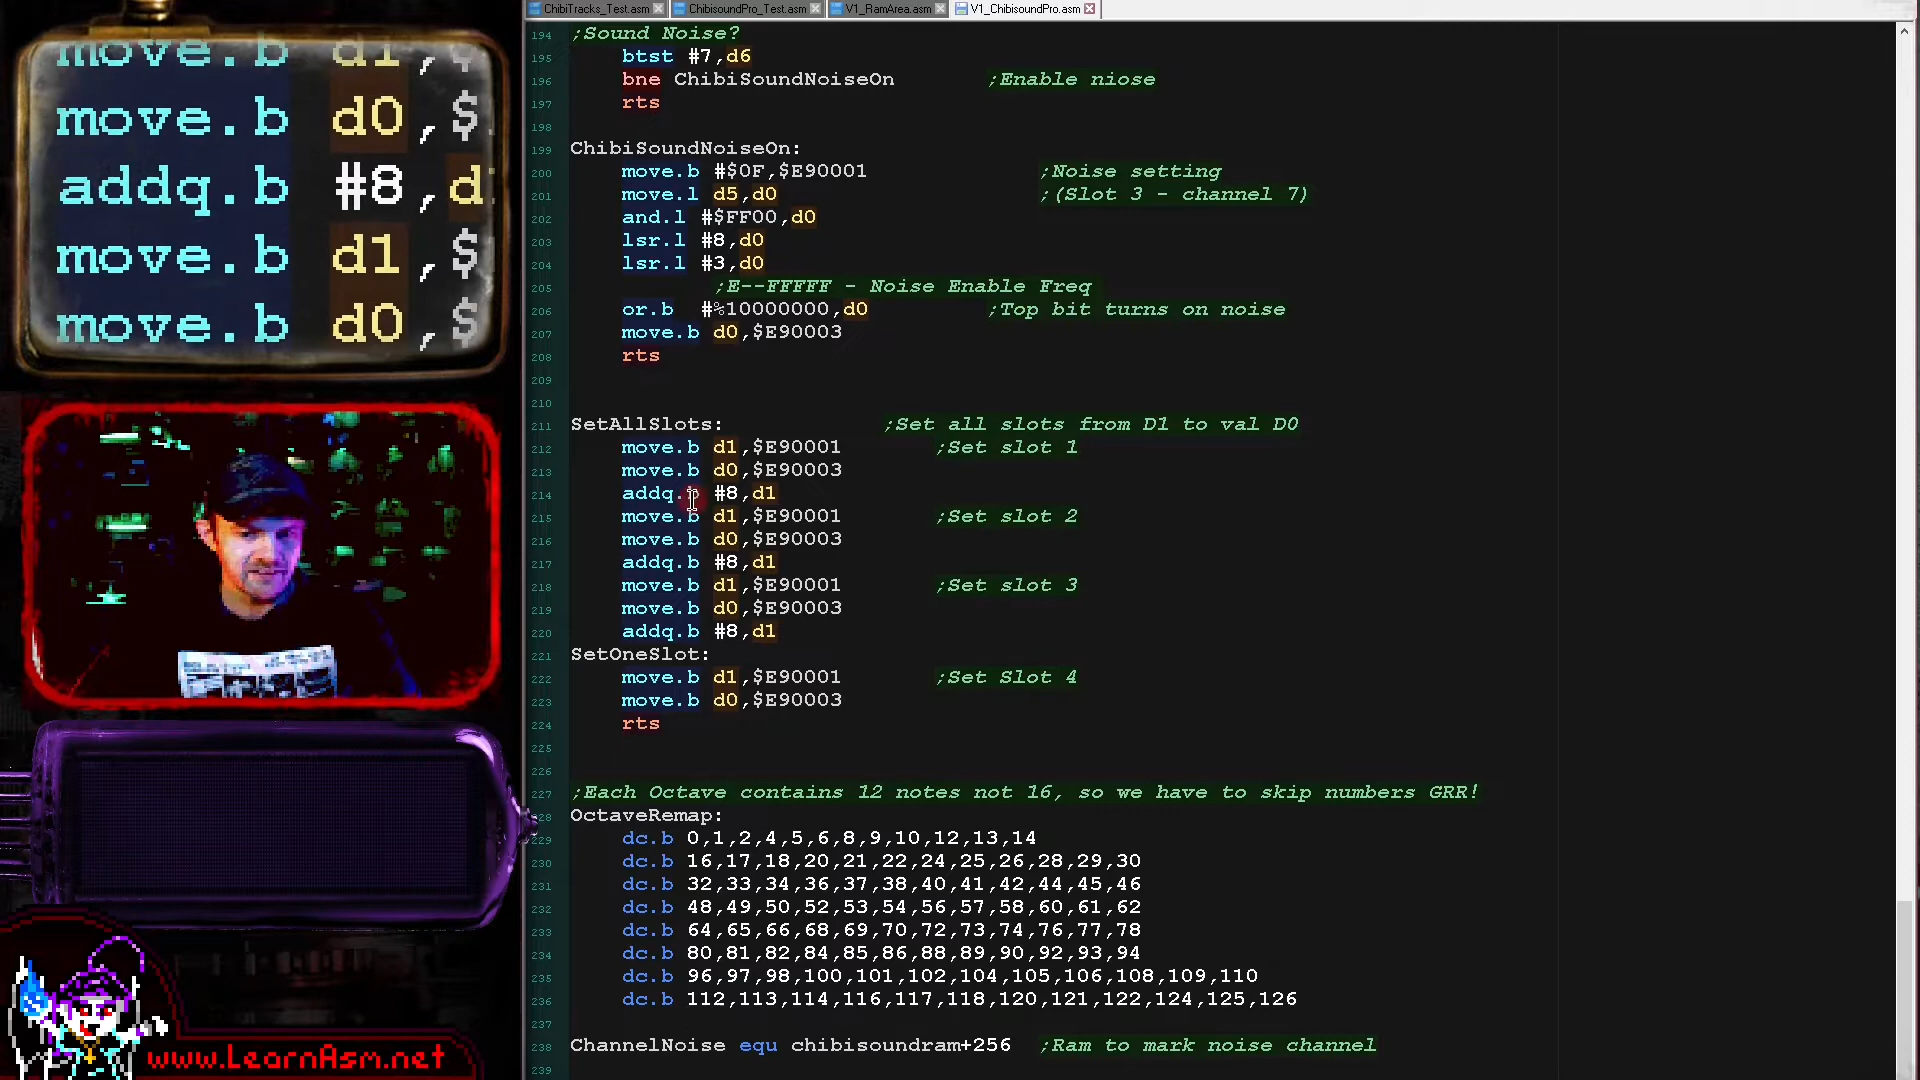 move.b d1,$
move.b d0,$
addq.b #8,d
move.b d1,$
move.b d0,$
www.LearnAsm.net
ChibiTracks_Test.asm ChibisoundPro_Test.asm V1_RamArea.asm V1_ChibisoundPro.asm
194 ;Sound Noise?
195 btst #7,d6
196 bne ChibiSoundNoiseOn ;Enable niose
197 rts
198
199 ChibiSoundNoiseOn:
200 move.b #$0F,$E90001 ;Noise setting
201 move.l d5,d0 ;(Slot 3 - channel 7)
202 and.l #$FF00,d0
203 lsr.l #8,d0
204 lsr.l #3,d0
205 ;E--FFFFF - Noise Enable Freq
206 or.b #%10000000,d0 ;Top bit turns on noise
207 move.b d0,$E90003
208 rts
209
210
211 SetAllSlots: ;Set all slots from D1 to val D0
212 move.b d1,$E90001 ;Set slot 1
213 move.b d0,$E90003
214 addq.b #8,d1
215 move.b d1,$E90001 ;Set slot 2
216 move.b d0,$E90003
217 addq.b #8,d1
218 move.b d1,$E90001 ;Set slot 3
219 move.b d0,$E90003
220 addq.b #8,d1
221 SetOneSlot:
222 move.b d1,$E90001 ;Set Slot 4
223 move.b d0,$E90003
224 rts
225
226
227 ;Each Octave contains 12 notes not 16, so we have to skip numbers GRR!
228 OctaveRemap:
229 dc.b 0,1,2,4,5,6,8,9,10,12,13,14
230 dc.b 16,17,18,20,21,22,24,25,26,28,29,30
231 dc.b 32,33,34,36,37,38,40,41,42,44,45,46
232 dc.b 48,49,50,52,53,54,56,57,58,60,61,62
233 dc.b 64,65,66,68,69,70,72,73,74,76,77,78
234 dc.b 80,81,82,84,85,86,88,89,90,92,93,94
235 dc.b 96,97,98,100,101,102,104,105,106,108,109,110
236 dc.b 112,113,114,116,117,118,120,121,122,124,125,126
237
238 ChannelNoise equ chibisoundram+256 ;Ram to mark noise channel
239